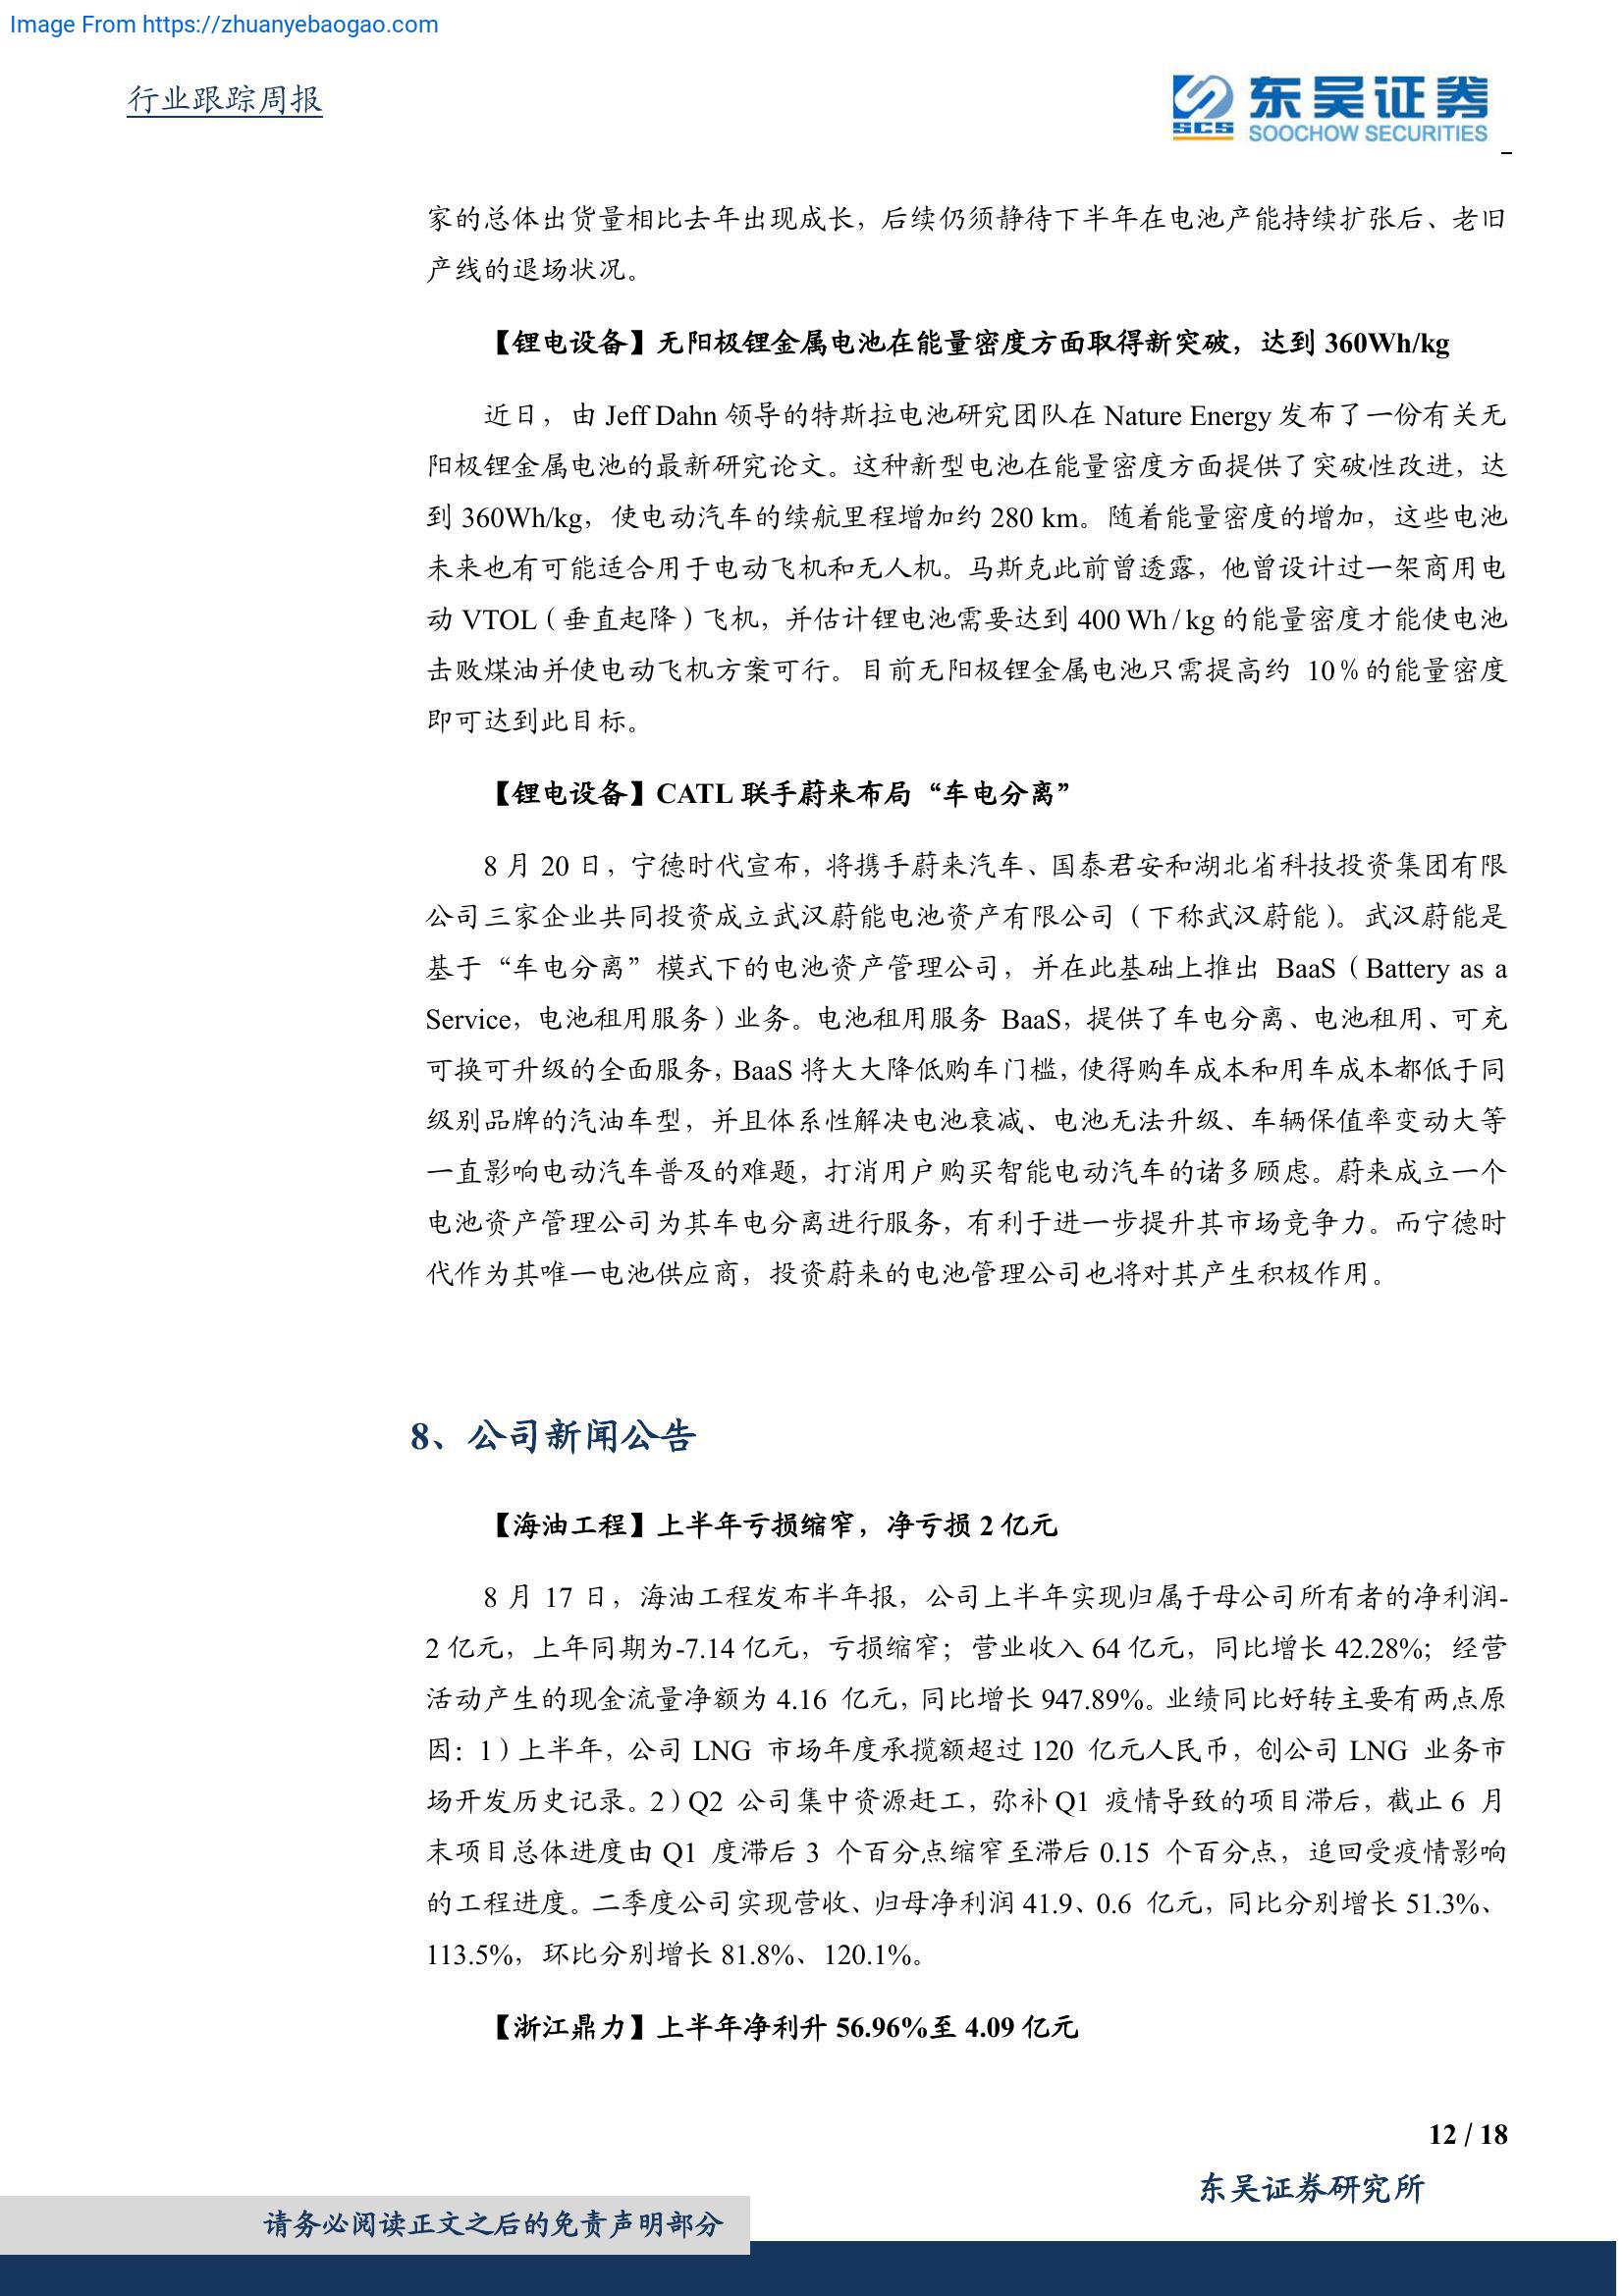 Image From https://zhuanyebaogao.com
行业跟踪周报
SCS
东吴证券
SOOCHOW SECURITIES
家的总体出货量相比去年出现成长，后续仍须静待下半年在电池产能持续扩张后、老旧
产线的退场状况。
【锂电设备】无阳极锂金属电池在能量密度方面取得新突破，达到 360Wh/kg
近日，由 Jeff Dahn 领导的特斯拉电池研究团队在 Nature Energy 发布了一份有关无
阳极锂金属电池的最新研究论文。这种新型电池在能量密度方面提供了突破性改进，达
到 360Wh/kg，使电动汽车的续航里程增加约 280 km。随着能量密度的增加，这些电池
未来也有可能适合用于电动飞机和无人机。马斯克此前曾透露，他曾设计过一架商用电
动 VTOL（垂直起降）飞机，并估计锂电池需要达到 400 Wh / kg 的能量密度才能使电池
击败煤油并使电动飞机方案可行。目前无阳极锂金属电池只需提高约 10％的能量密度
即可达到此目标。
【锂电设备】CATL 联手蔚来布局“车电分离”
8 月 20 日，宁德时代宣布，将携手蔚来汽车、国泰君安和湖北省科技投资集团有限
公司三家企业共同投资成立武汉蔚能电池资产有限公司（下称武汉蔚能）。武汉蔚能是
基于“车电分离”模式下的电池资产管理公司，并在此基础上推出 BaaS（Battery as a
Service，电池租用服务）业务。电池租用服务 BaaS，提供了车电分离、电池租用、可充
可换可升级的全面服务，BaaS 将大大降低购车门槛，使得购车成本和用车成本都低于同
级别品牌的汽油车型，并且体系性解决电池衰减、电池无法升级、车辆保值率变动大等
一直影响电动汽车普及的难题，打消用户购买智能电动汽车的诸多顾虑。蔚来成立一个
电池资产管理公司为其车电分离进行服务，有利于进一步提升其市场竞争力。而宁德时
代作为其唯一电池供应商，投资蔚来的电池管理公司也将对其产生积极作用。
8、公司新闻公告
【海油工程】上半年亏损缩窄，净亏损 2 亿元
8 月 17 日，海油工程发布半年报，公司上半年实现归属于母公司所有者的净利润-
2 亿元，上年同期为-7.14 亿元，亏损缩窄；营业收入 64 亿元，同比增长 42.28%；经营
活动产生的现金流量净额为 4.16 亿元，同比增长 947.89%。业绩同比好转主要有两点原
因：1）上半年，公司 LNG 市场年度承揽额超过 120 亿元人民币，创公司 LNG 业务市
场开发历史记录。2）Q2 公司集中资源赶工，弥补 Q1 疫情导致的项目滞后，截止 6 月
末项目总体进度由 Q1 度滞后 3 个百分点缩窄至滞后 0.15 个百分点，追回受疫情影响
的工程进度。二季度公司实现营收、归母净利润 41.9、0.6 亿元，同比分别增长 51.3%、
113.5%，环比分别增长 81.8%、120.1%。
【浙江鼎力】上半年净利升 56.96%至 4.09 亿元
12 / 18
东吴证券研究所
请务必阅读正文之后的免责声明部分